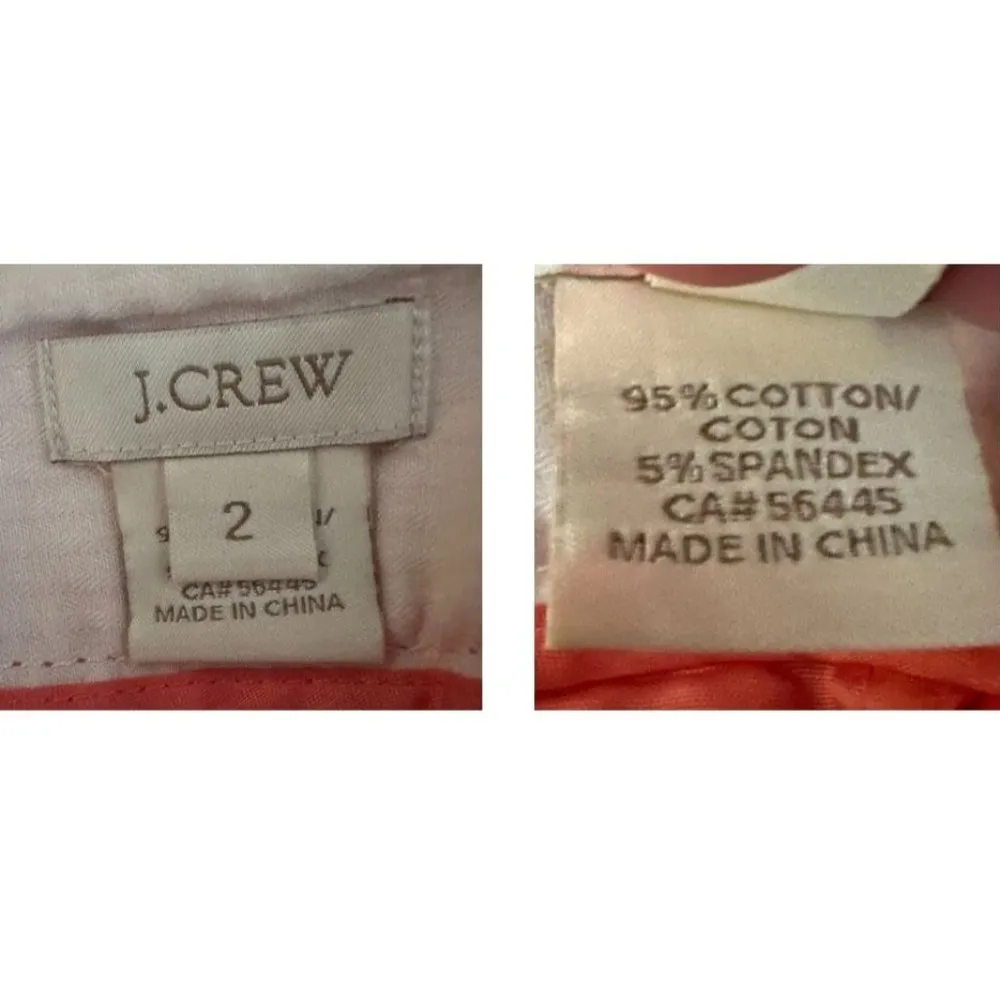 J.CREW
2
CA#56445
MADE IN CHINA
95% COTTON/
COTON
5% SPANDEX
CA#56445
MADE IN CHINA